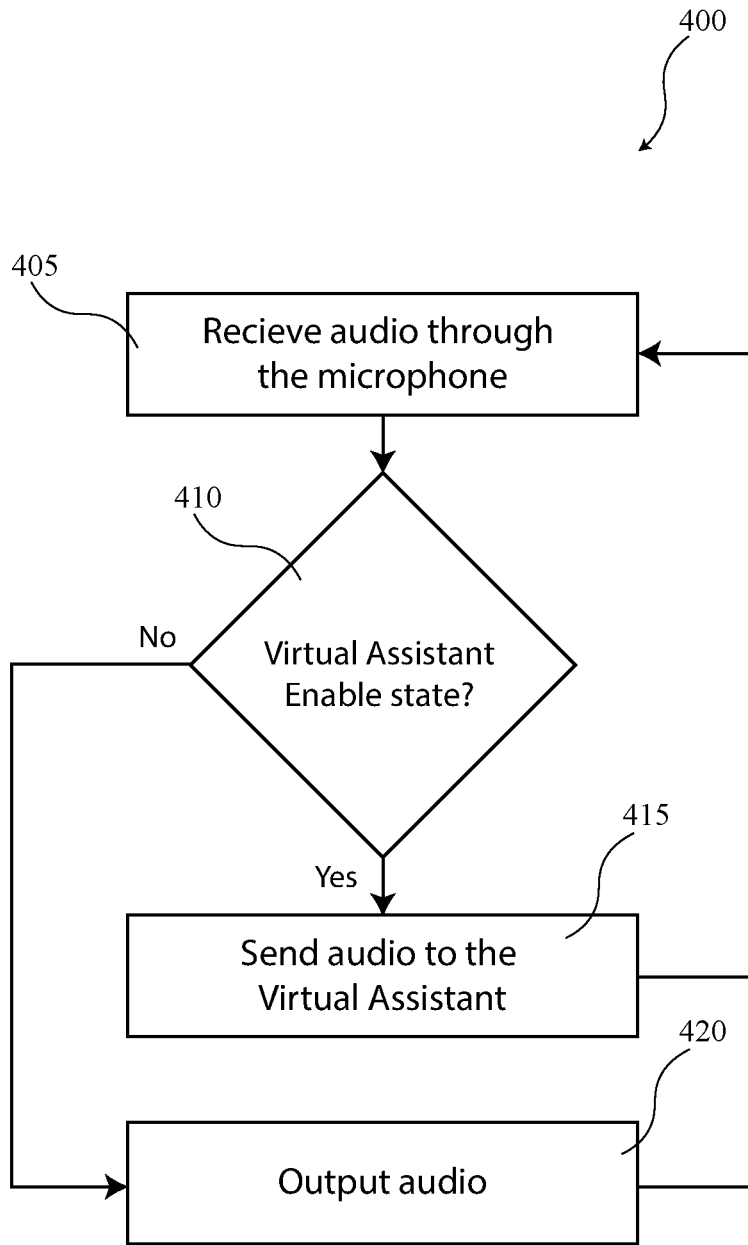 400
405
Recieve audio through
the microphone
410
No
Virtual Assistant
Enable state?
415
Yes
Send audio to the
Virtual Assistant
420
Output audio